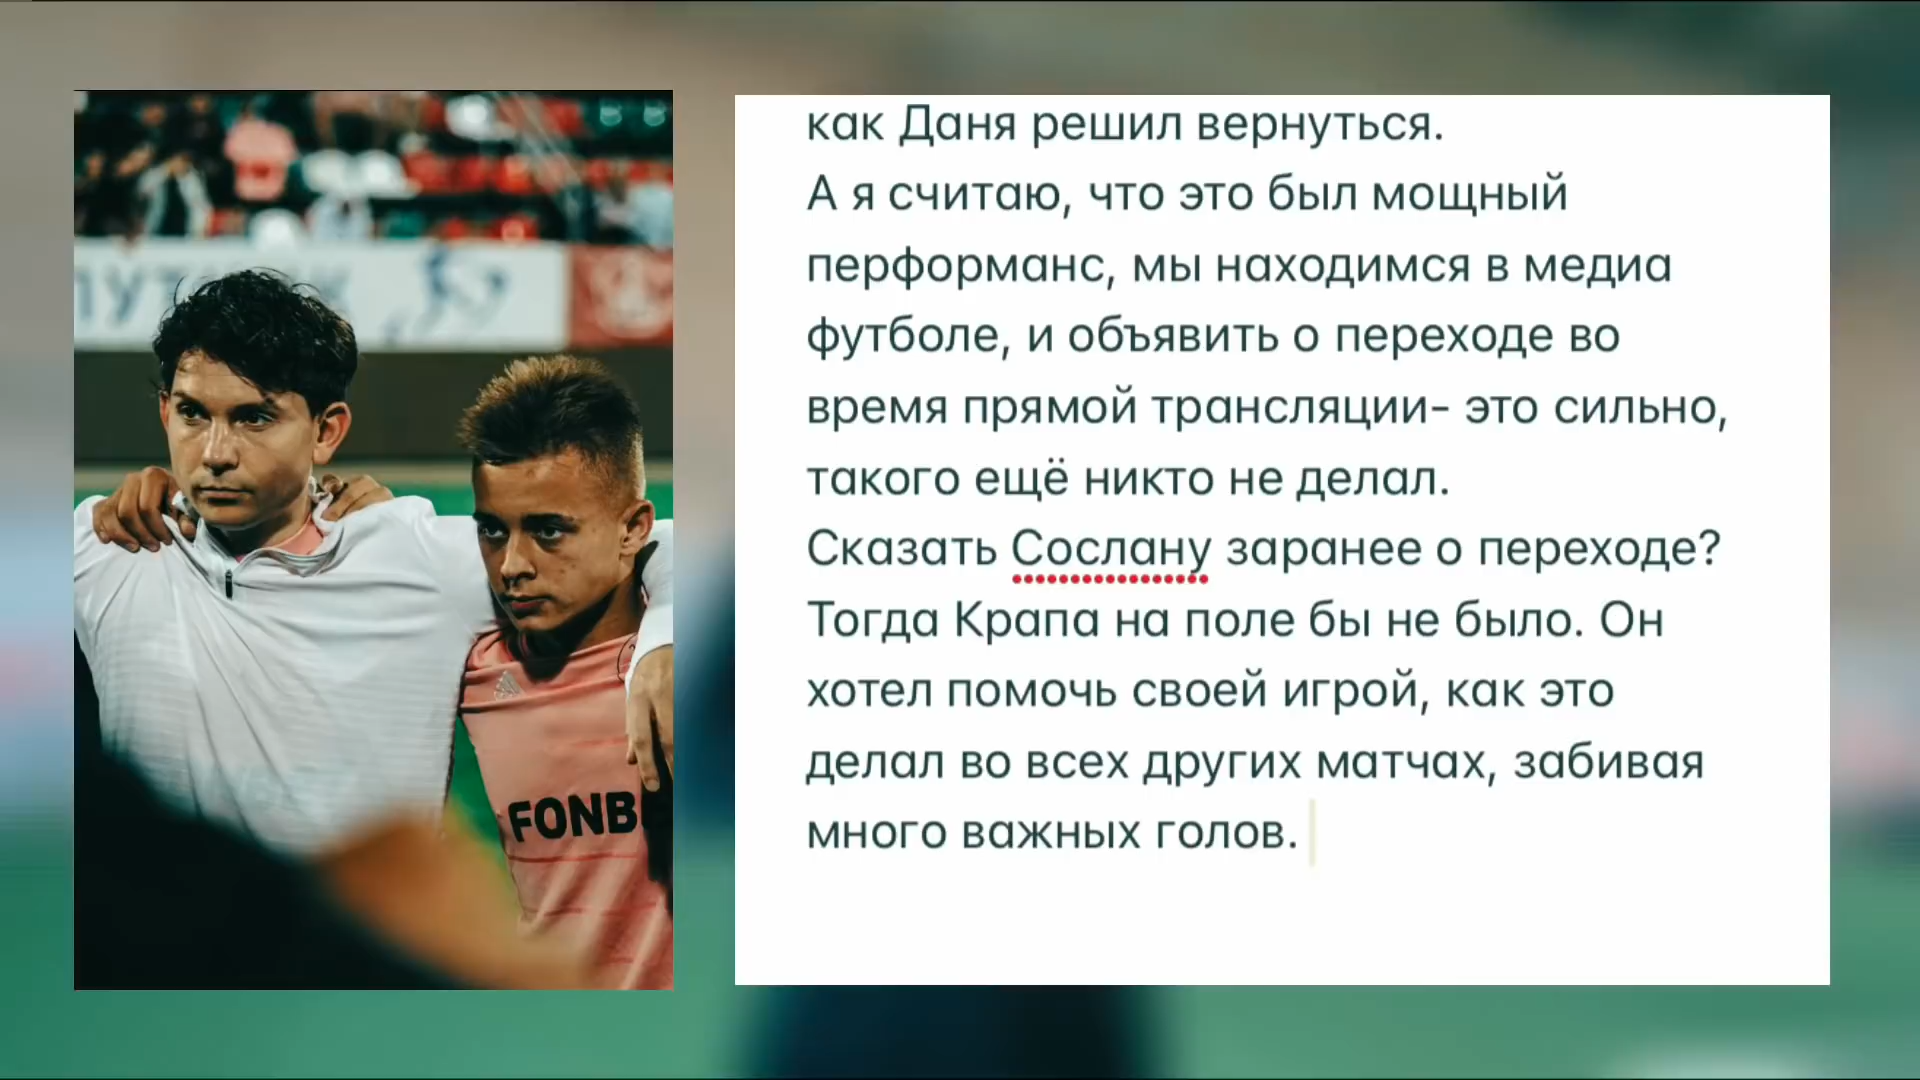 как Даня решил вернуться.
А я считаю, что это был мощный
перформанс, мы находимся в медиа
футболе, и объявить о переходе во
время прямой трансляции- это сильно,
такого ещё никто не делал.
Сказать Сослану заранее о переходе?
Тогда Крапа на поле бы не было. Он
хотел помочь своей игрой, как это
делал во всех других матчах, забивая
много важных голов.
FONB